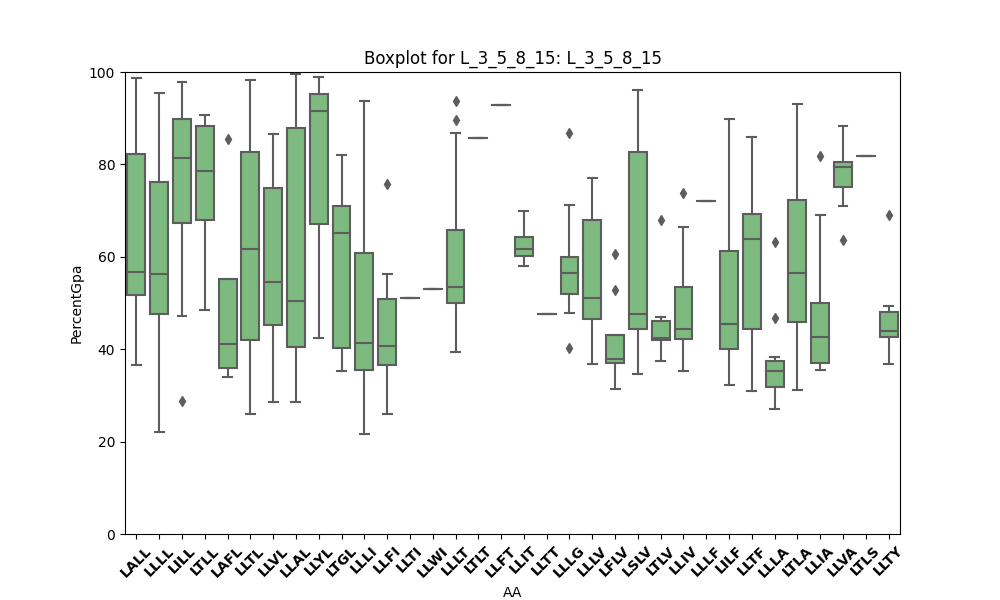 Boxplot for L_3_5_8_15: L_3_5_8_15
100
80
60
40
20
0
PercentGpa
LALL LLLL LILL LTLL LAFL LLTL LLVL LLAL LLYL LTGL LLLI LLFI LLTI LLWI LLLT LTLT LLFT LLIT LLTT LLLG LLLV LFLV LSLV LTLV LLIV LLLF LILF LLTF LLLA LTLA LLIA LLVA LTLS LLTY
AA